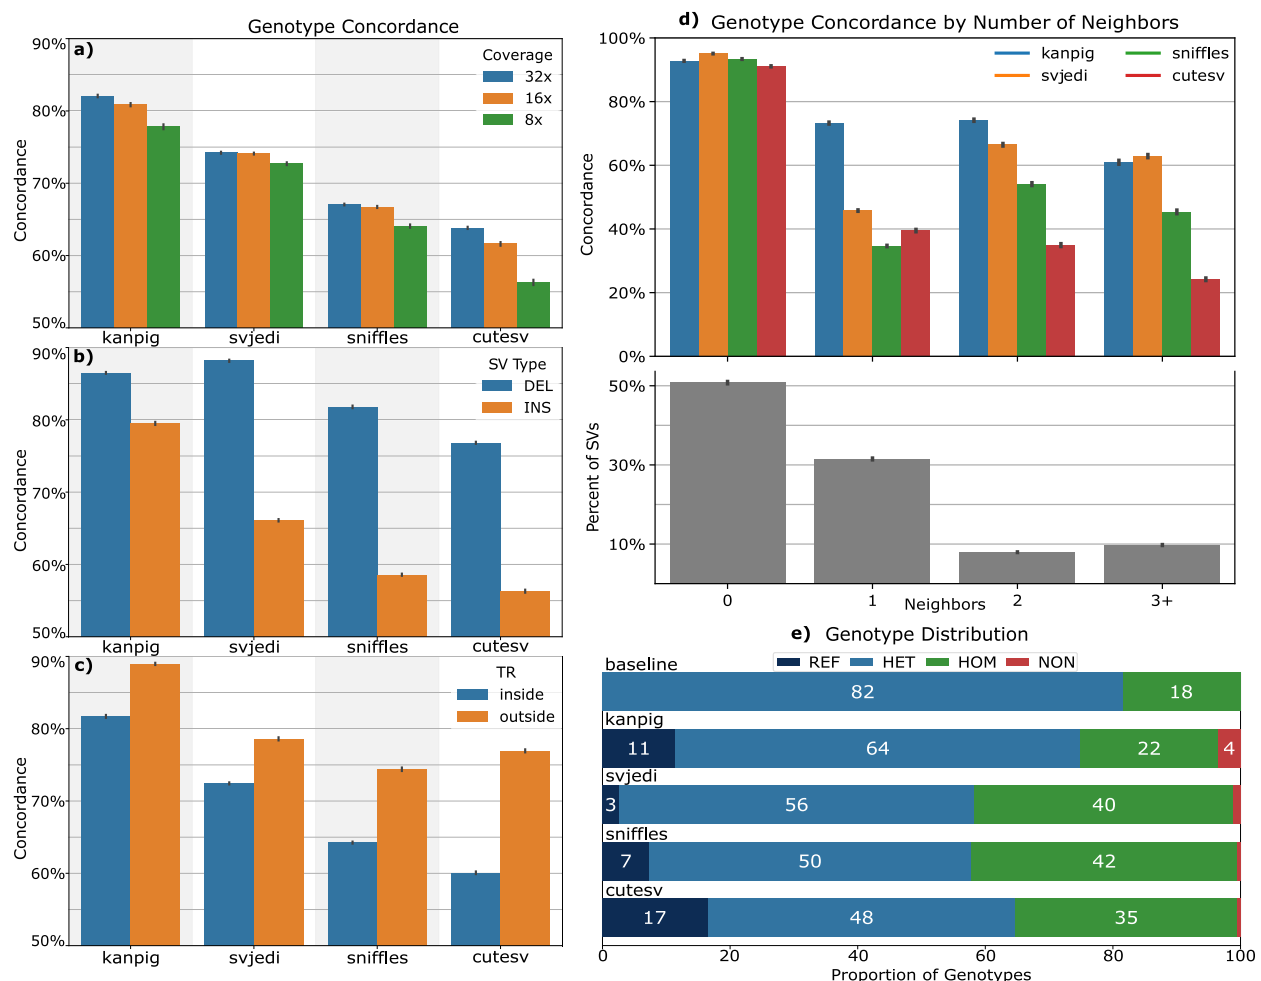 Genotype Concordance
a)
90%
80%
70%
60%
50%
Concordance
Coverage
32x
16x
8x
kanpig svjedi sniffles cutesv
b)
90%
80%
70%
60%
50%
Concordance
SV Type
DEL
INS
kanpig svjedi sniffles cutesv
c)
90%
80%
70%
60%
50%
Concordance
TR
inside
outside
kanpig svjedi sniffles cutesv
d) Genotype Concordance by Number of Neighbors
100%
80%
60%
40%
20%
0%
Concordance
kanpig sniffles
svjedi cutesv
50%
30%
10%
Percent of SVs
0 1 2 3+
Neighbors
e) Genotype Distribution
REF HET HOM NON
baseline
82 18
kanpig
11 64 22 4
svjedi
3 56 40
sniffles
7 50 42
cutesv
17 48 35
0 20 40 60 80 100
Proportion of Genotypes